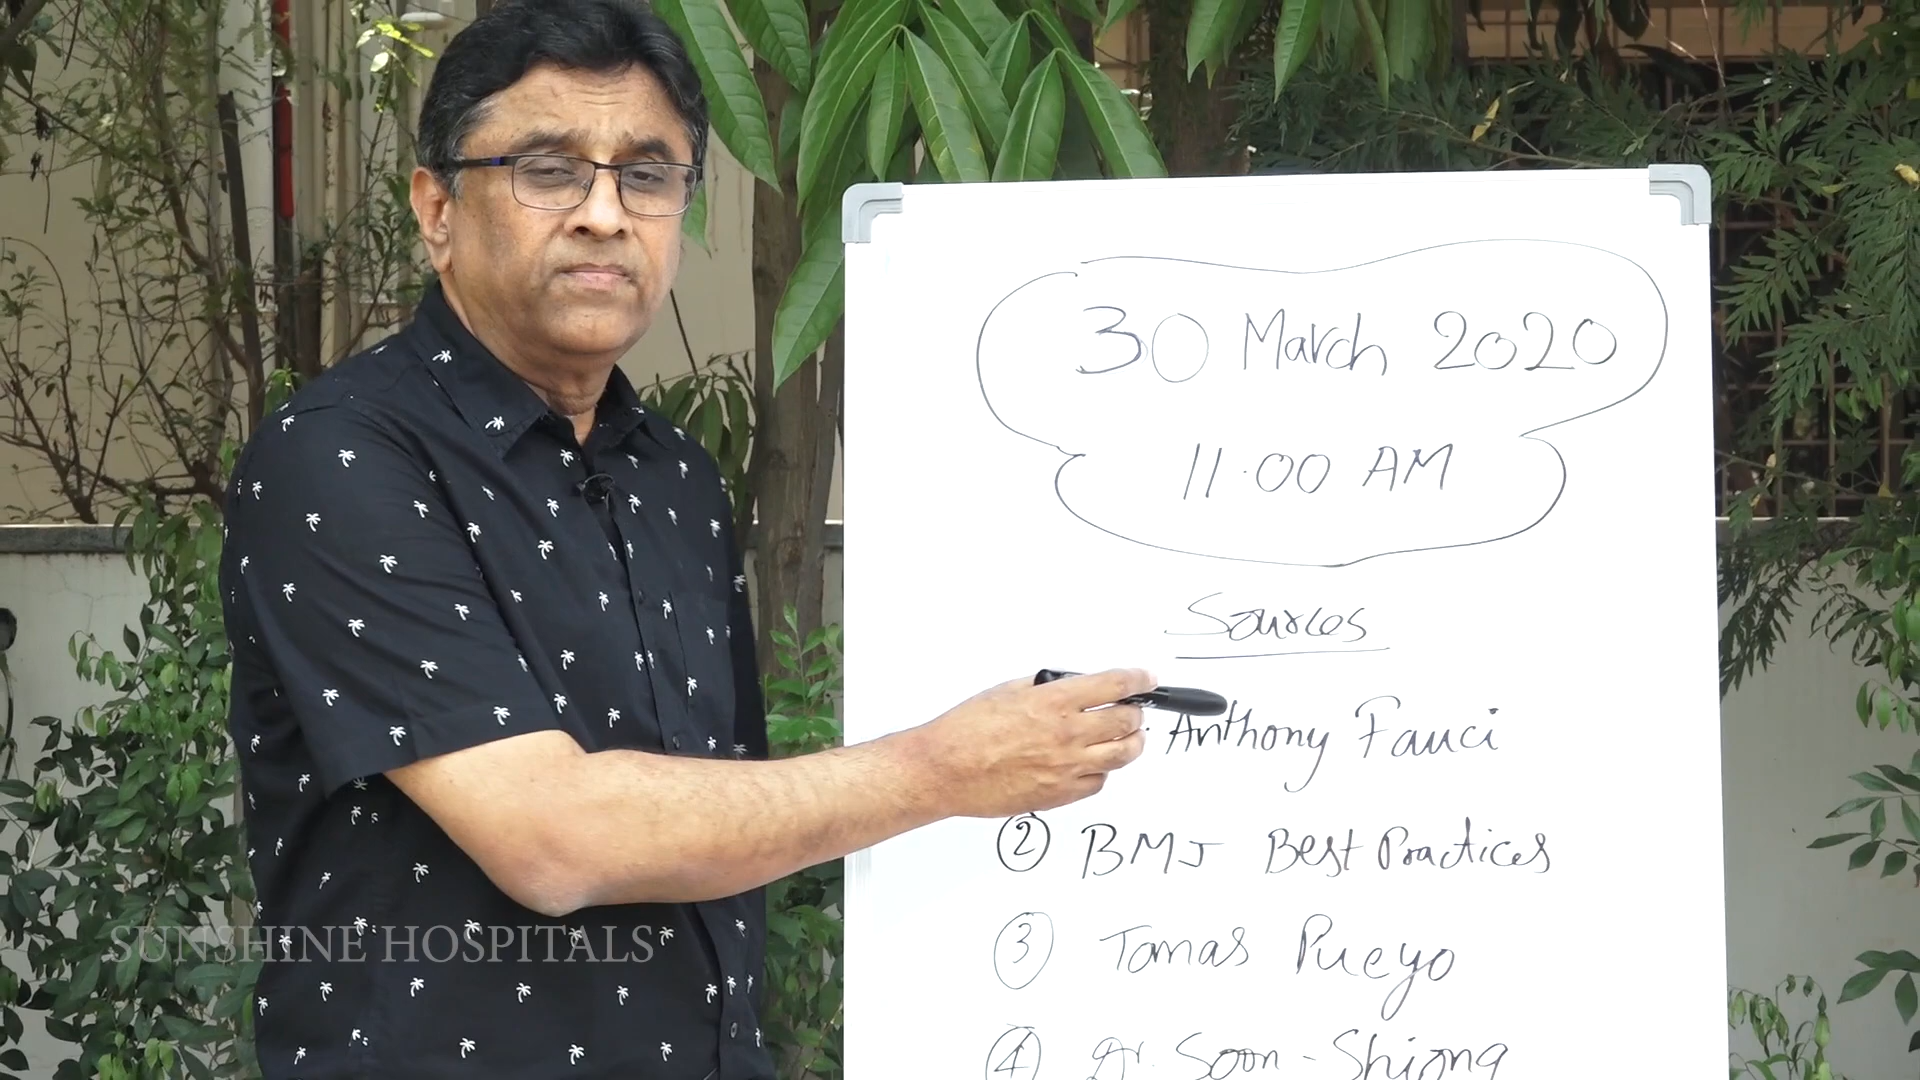 30 March 2020
11.00 AM
Sources
Anthony Fauci
② BMJ Best Practices
③ Tomas Pueyo
④ Dr. Soon-Shiong
SUNSHINE HOSPITALS